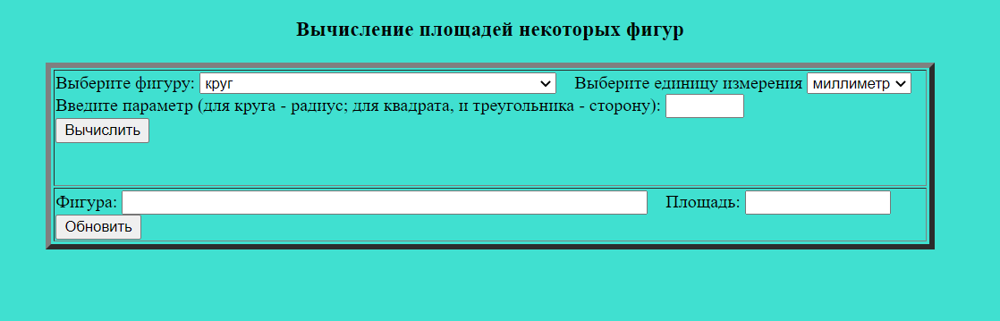 Вычисление площадей некоторых фигур
Выберите фигуру: круг Выберите единицу измерения миллиметр
Введите параметр (для круга - радиус; для квадрата, и треугольника - сторону):
Вычислить
Фигура: Площадь:
Обновить